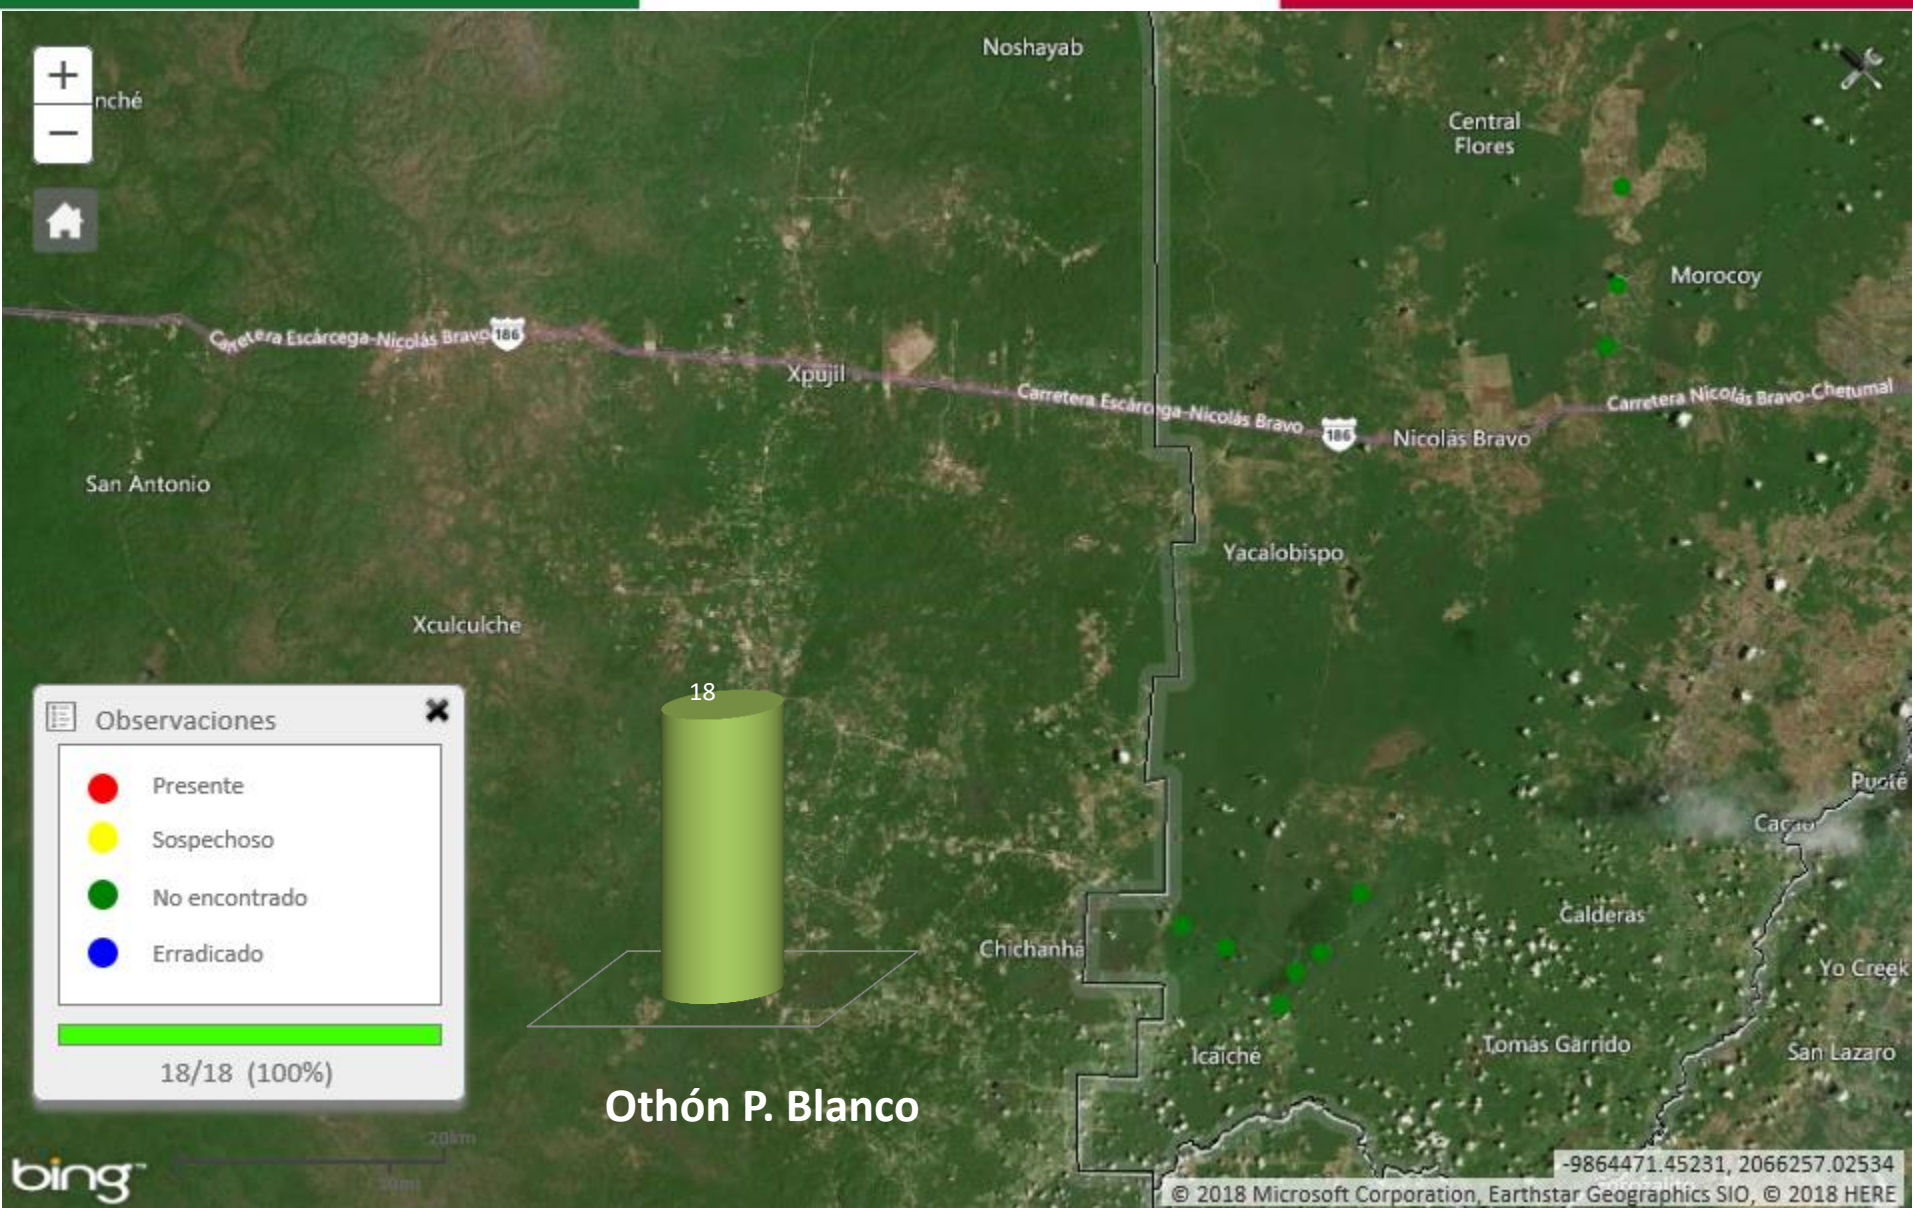 Noshayab
+
nché
−
Central
Flores
Morocoy
Carretera Escárcega-Nicolás Bravo
186
Xpujil
Carretera Escárcega-Nicolás Bravo
186
Carretera Nicolás Bravo-Chetumal
Nicolás Bravo
San Antonio
Yacalobispo
Xculculche
18
Observaciones
Presente
Sospechoso
No encontrado
Erradicado
18/18 (100%)
Pucté
Cacao
Calderas
Chichanhá
Yo Creek
Icaiché
Tomás Garrido
San Lazaro
Othón P. Blanco
20km
bing™
-9864471.45231, 2066257.02534
© 2018 Microsoft Corporation, Earthstar Geographics SIO, © 2018 HERE